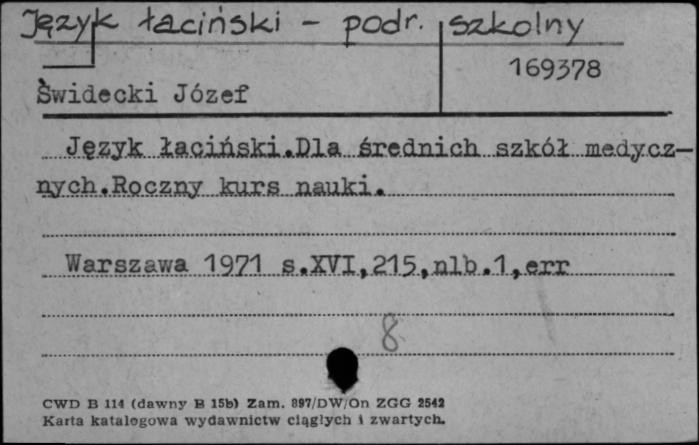 Język łaciński - podr. szkolny
169378
Świdecki Józef
Język łaciński.Dla średnich szkół medycz-
nych.Roczny kurs nauki.
Warszawa 1971 s.XVI,215,nlb.1,err
8
CWD B 114 (dawny B 15b) Zam. 897/DW/On ZGG 2542
Karta katalogowa wydawnictw ciągłych i zwartych.